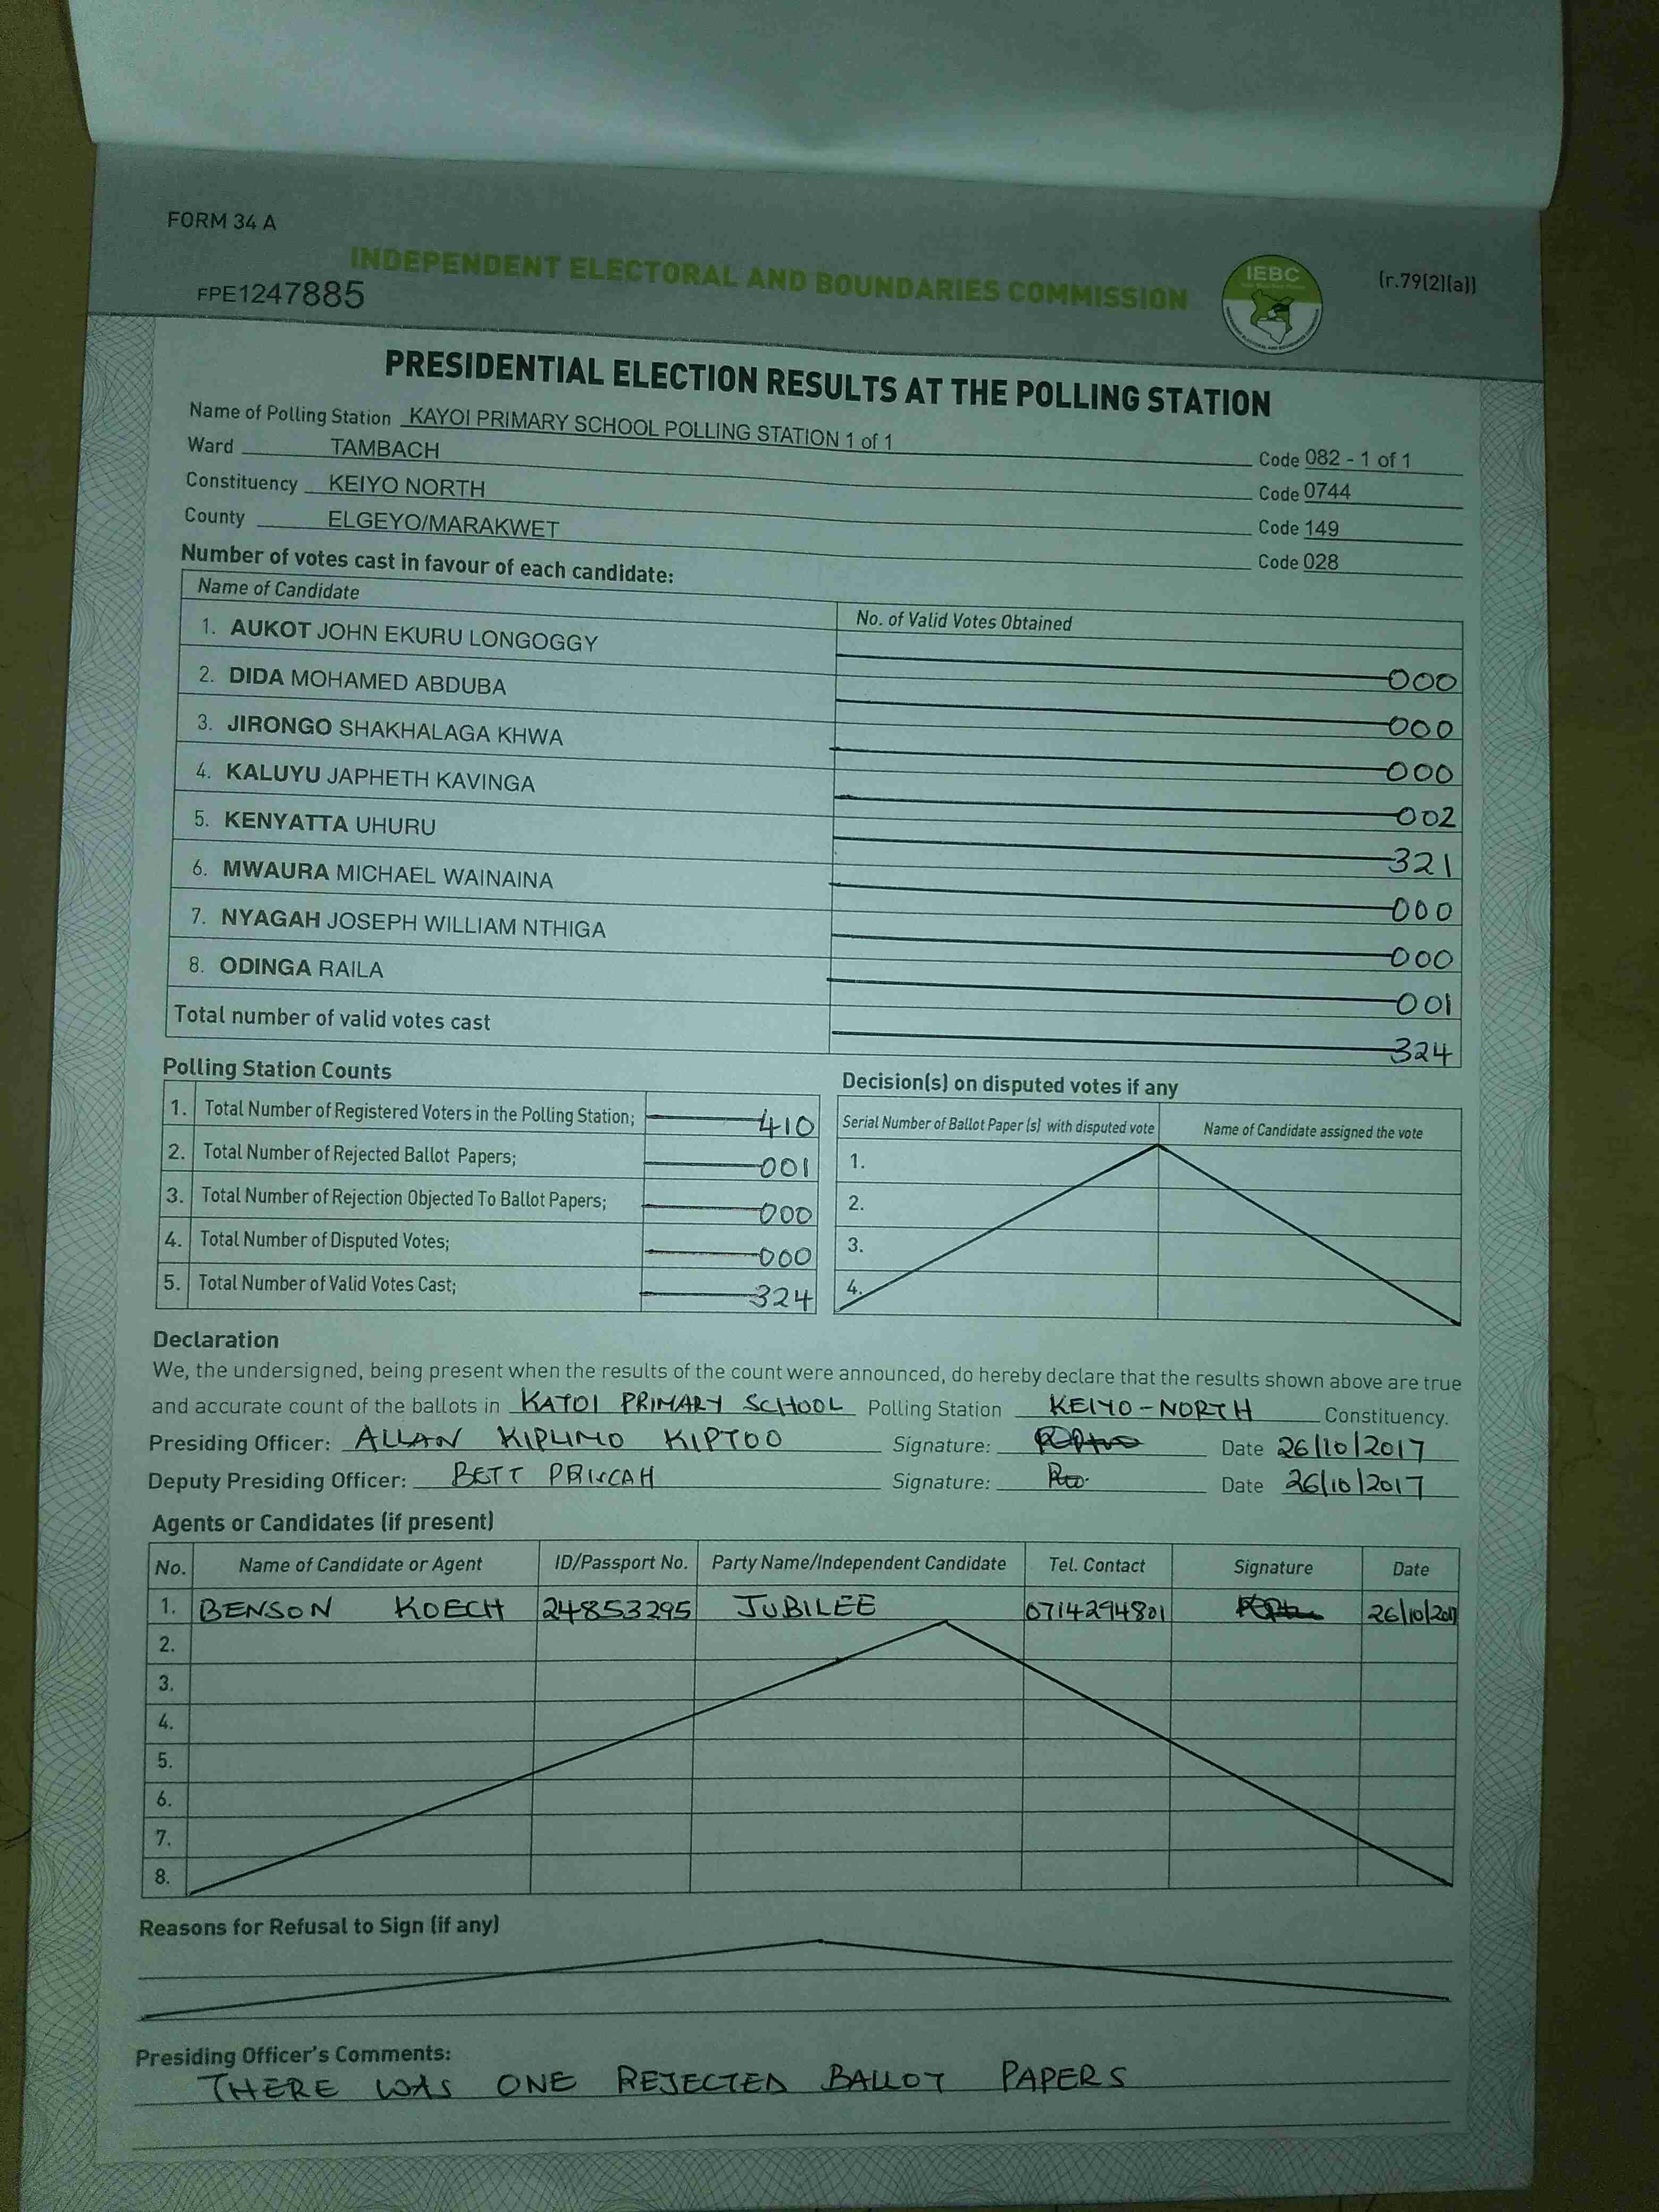 FORM 34 A
INDEPENDENT ELECTORAL AND BOUNDARIES COMMISSION
IEBC
(r.79(2)(a))
FPE1247885
PRESIDENTIAL ELECTION RESULTS AT THE POLLING STATION
Name of Polling Station KAYOI PRIMARY SCHOOL POLLING STATION 1 of 1 Code 082 - 1 of 1
Ward TAMBACH Code 0744
Constituency KEIYO NORTH Code 149
County ELGEYO/MARAKWET Code 028
Number of votes cast in favour of each candidate:
Name of Candidate No. of Valid Votes Obtained
1. AUKOT JOHN EKURU LONGOGGY 000
2. DIDA MOHAMED ABDUBA 000
3. JIRONGO SHAKHALAGA KHWA 000
4. KALUYU JAPHETH KAVINGA 002
5. KENYATTA UHURU 321
6. MWAURA MICHAEL WAINAINA 000
7. NYAGAH JOSEPH WILLIAM NTHIGA 000
8. ODINGA RAILA 001
Total number of valid votes cast 324
Polling Station Counts
1. Total Number of Registered Voters in the Polling Station; 410
2. Total Number of Rejected Ballot Papers; 001
3. Total Number of Rejection Objected To Ballot Papers; 000
4. Total Number of Disputed Votes; 000
5. Total Number of Valid Votes Cast; 324
Decision(s) on disputed votes if any
Serial Number of Ballot Paper (s) with disputed vote Name of Candidate assigned the vote
1.
2.
3.
4.
Declaration
We, the undersigned, being present when the results of the count were announced, do hereby declare that the results shown above are true
and accurate count of the ballots in KAYOI PRIMARY SCHOOL Polling Station KEIYO-NORTH Constituency.
Presiding Officer: ALLAN KIPLIMO KIPTOO Signature: Date 26/10/2017
Deputy Presiding Officer: BETT PRISCAH Signature: Date 26/10/2017
Agents or Candidates (if present)
No. Name of Candidate or Agent ID/Passport No. Party Name/Independent Candidate Tel. Contact Signature Date
1. BENSON KOECH 24853295 JUBILEE 0714294801 26/10/2017
2.
3.
4.
5.
6.
7.
8.
Reasons for Refusal to Sign (if any)
Presiding Officer's Comments:
THERE WAS ONE REJECTED BALLOT PAPERS